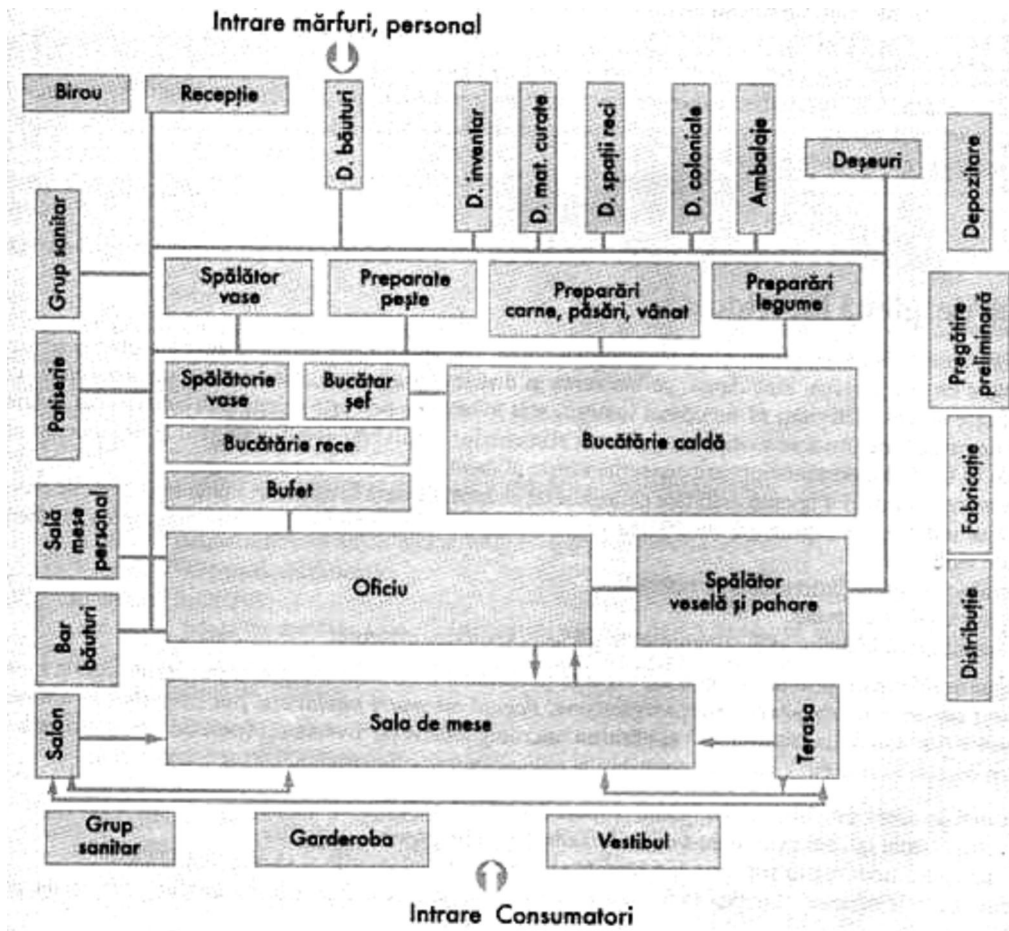 Intrare mărfuri, personal
Birou
Recepție
D. băuturi
D. inventar
D. mat. curate
D. spații reci
D. coloniale
Ambalaje
Deșeuri
Depozitare
Grup sanitar
Spălător
vase
Preparate
pește
Preparări
carne, păsări, vânat
Preparări
legume
Pregătire
preliminară
Patiserie
Spălătorie
vase
Bucătar
șef
Bucătărie caldă
Bucătărie rece
Bufet
Fabricație
Sală
mese
personal
Oficiu
Spălător
veselă și pahare
Distribuție
Bar
băuturi
Salon
Sala de mese
Terasa
Grup
sanitar
Garderoba
Vestibul
Intrare Consumatori